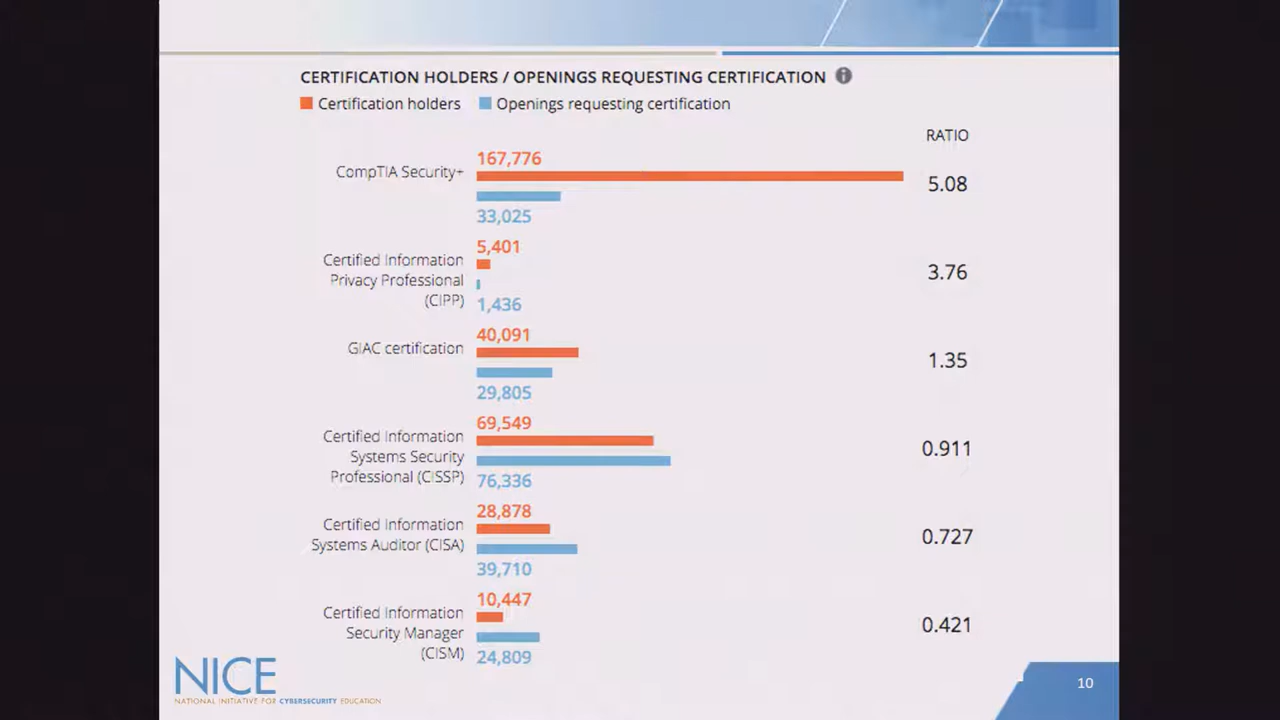 CERTIFICATION HOLDERS / OPENINGS REQUESTING CERTIFICATION
Certification holders
Openings requesting certification
RATIO
CompTIA Security+
167,776
33,025
5.08
Certified Information
Privacy Professional
(CIPP)
5,401
1,436
3.76
GIAC certification
40,091
29,805
1.35
Certified Information
Systems Security
Professional (CISSP)
69,549
76,336
0.911
Certified Information
Systems Auditor (CISA)
28,878
39,710
0.727
Certified Information
Security Manager
(CISM)
10,447
24,809
0.421
NICE
NATIONAL INITIATIVE FOR CYBERSECURITY EDUCATION
10